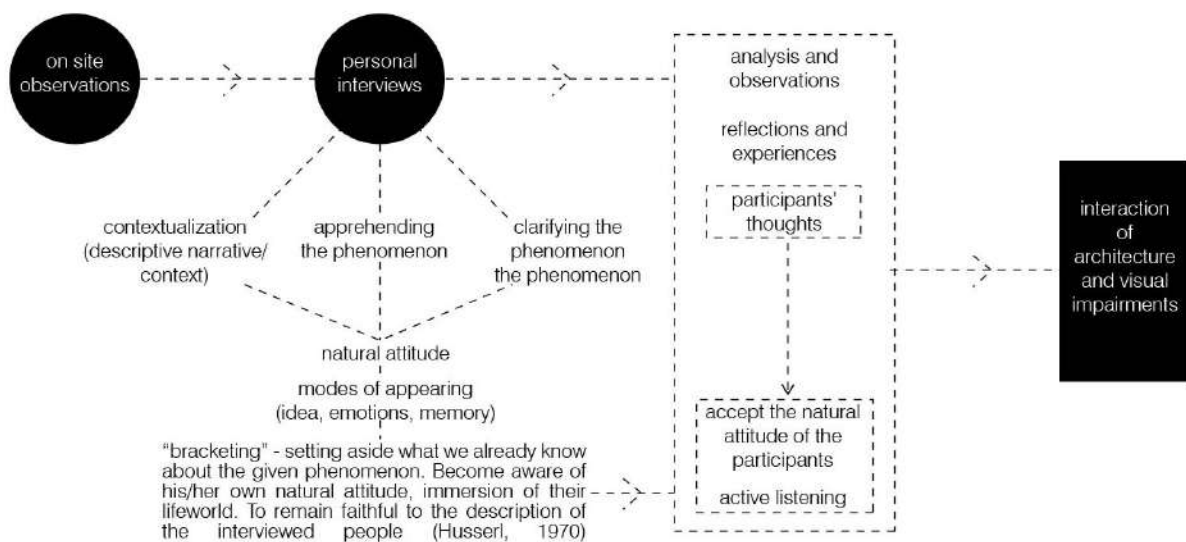 on site
observations
personal
interviews
contextualization
(descriptive narrative/
context)
apprehending
the phenomenon
clarifying the
phenomenon
the phenomenon
natural attitude
modes of appearing
(idea, emotions, memory)
“bracketing” - setting aside what we already know
about the given phenomenon. Become aware of
his/her own natural attitude, immersion of their
lifeworld. To remain faithful to the description of
the interviewed people (Husserl, 1970)
analysis and
observations
reflections and
experiences
participants'
thoughts
accept the natural
attitude of the
participants
active listening
interaction
of
architecture
and visual
impairments